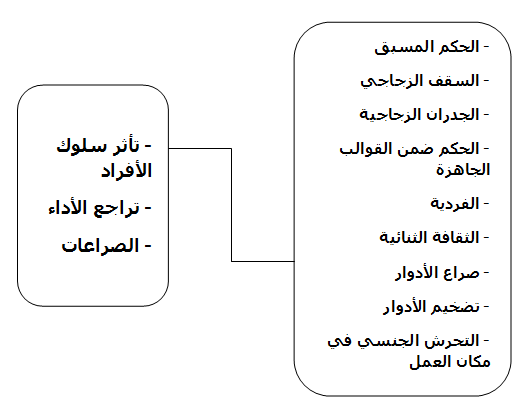 - الحكم المسبق
- السقف الزجاجي
- الجدران الزجاجية
- الحكم ضمن القوالب
الجاهزة
- الفردية
- الثقافة الثنائية
- صراع الأدوار
- تضخيم الأدوار
- التحرش الجنسي في
مكان العمل
- تأثر سلوك
الأفراد
- تراجع الأداء
- الصراعات